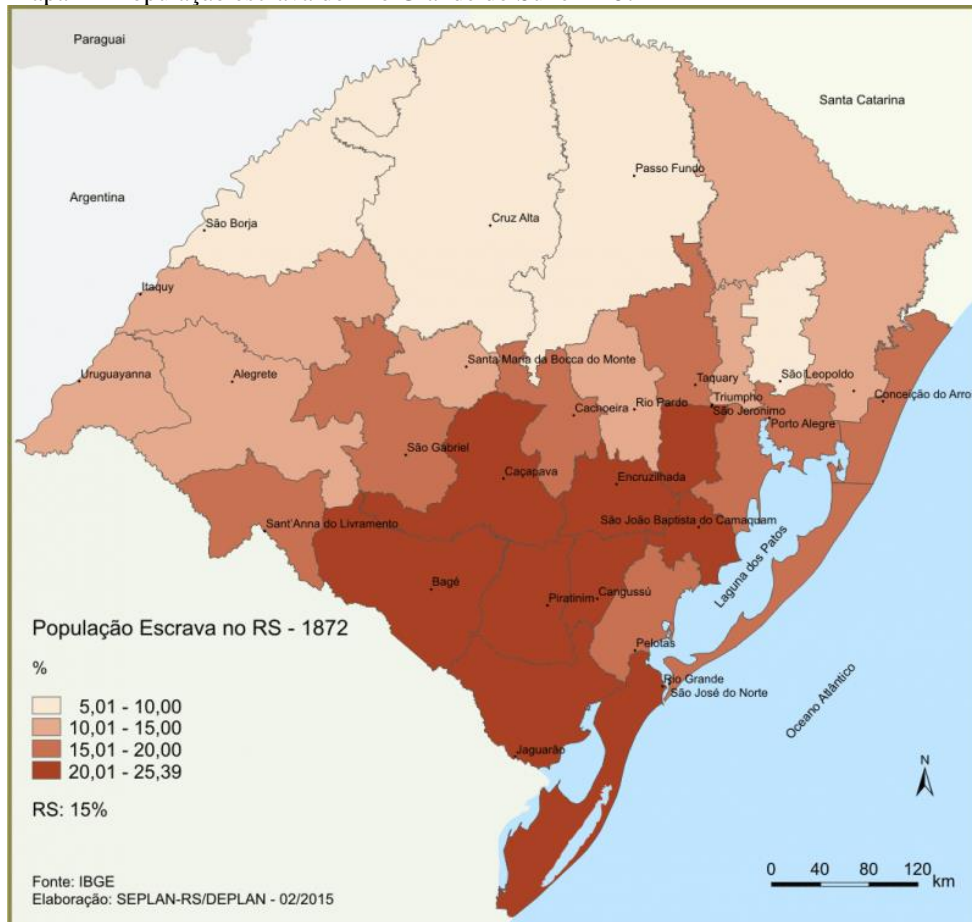 Paraguai
Santa Catarina
Argentina
Passo Fundo
São Borja
Cruz Alta
Itaquy
Santa Maria da Bocca do Monte
Uruguayanna
Alegrete
Taquary
São Leopoldo
Conceição do Arro
Cachoeira
Rio Pardo
Triumpho
São Jeronimo
Porto Alegre
São Gabriel
Caçapava
Encruzilhada
Sant'Anna do Livramento
São João Baptista do Camaquam
Laguna dos Patos
Bagé
Piratinim
Cangussú
Pelotas
Rio Grande
São José do Norte
Oceano Atlântico
Jaguarão
População Escrava no RS - 1872
%
5,01 - 10,00
10,01 - 15,00
15,01 - 20,00
20,01 - 25,39
RS: 15%
N
0 40 80 120
km
Fonte: IBGE
Elaboração: SEPLAN-RS/DEPLAN - 02/2015